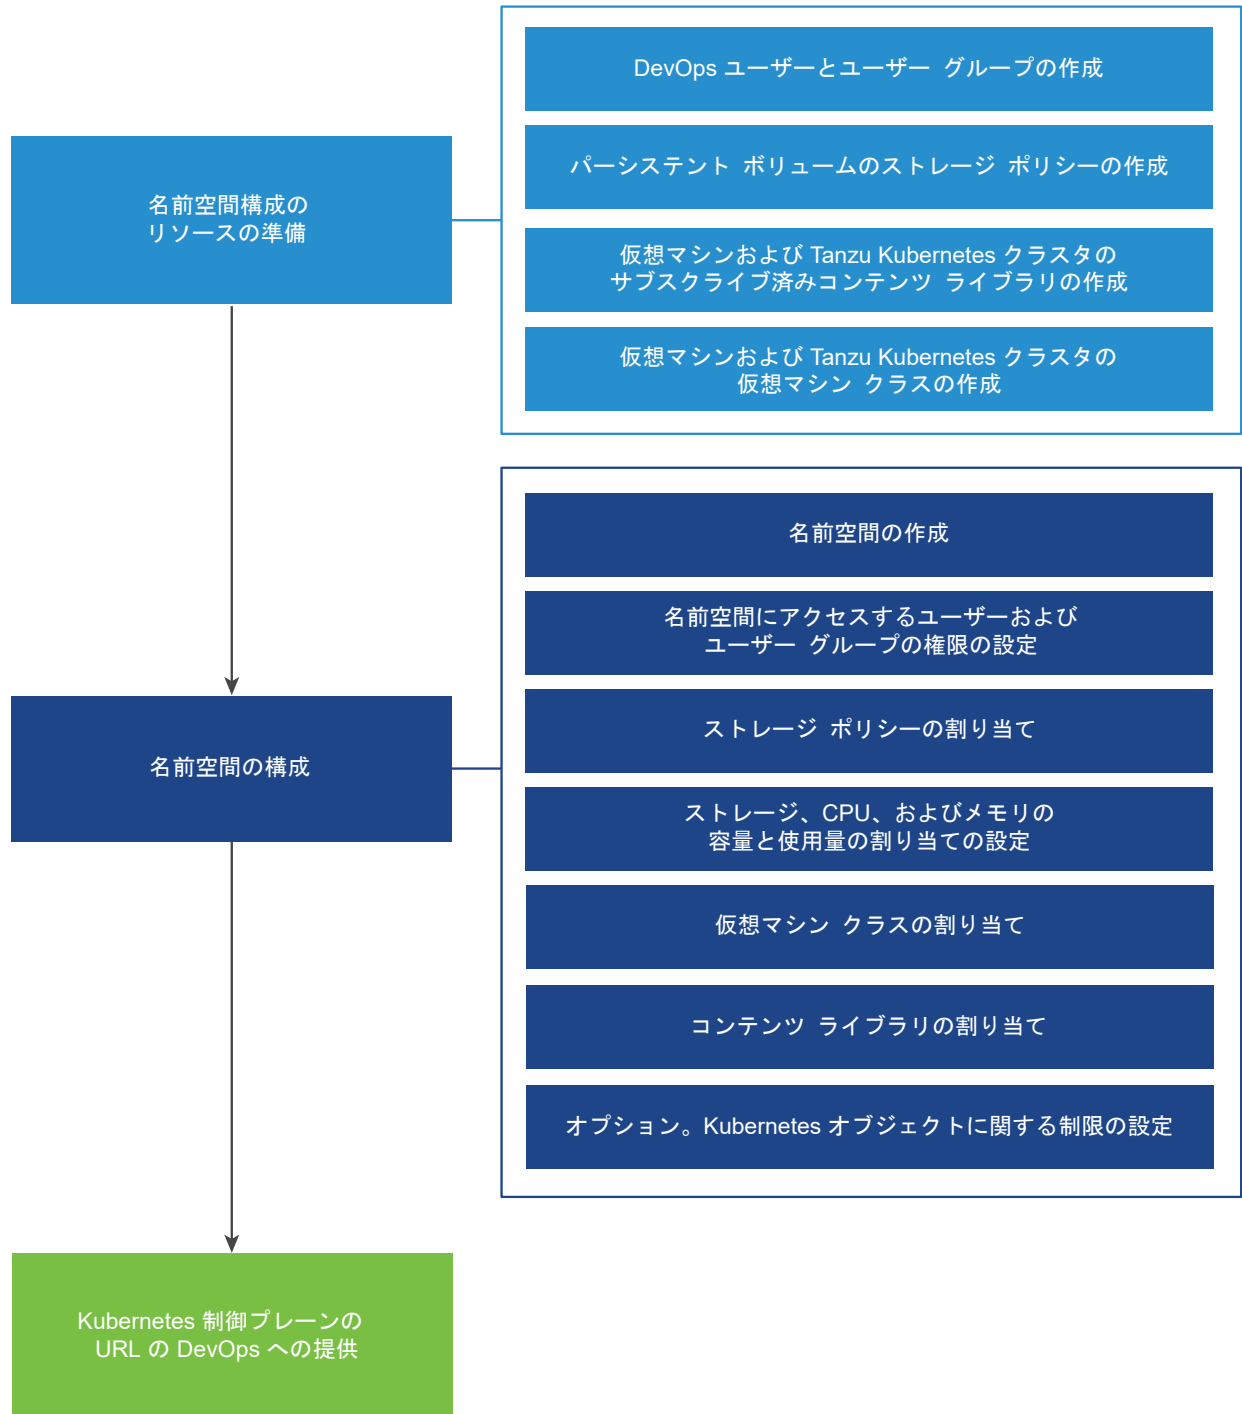 名前空間構成の
リソースの準備
DevOps ユーザーとユーザー グループの作成
パーシステント ボリュームのストレージ ポリシーの作成
仮想マシンおよび Tanzu Kubernetes クラスタの
サブスクライブ済みコンテンツ ライブラリの作成
仮想マシンおよび Tanzu Kubernetes クラスタの
仮想マシン クラスの作成
名前空間の構成
名前空間の作成
名前空間にアクセスするユーザーおよび
ユーザー グループの権限の設定
ストレージ ポリシーの割り当て
ストレージ、CPU、およびメモリの
容量と使用量の割り当ての設定
仮想マシン クラスの割り当て
コンテンツ ライブラリの割り当て
オプション。Kubernetes オブジェクトに関する制限の設定
Kubernetes 制御プレーンの
URL の DevOps への提供